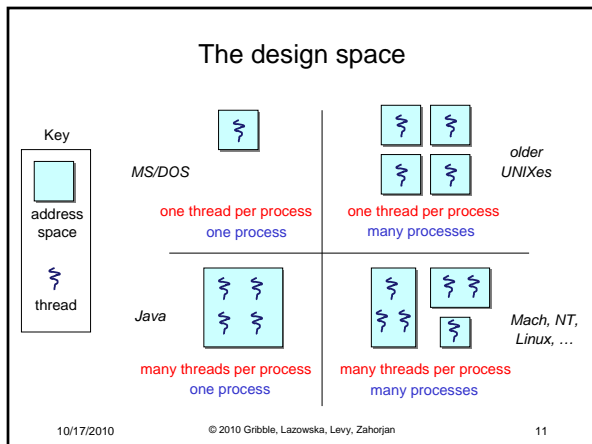 The design space
Key
address
space
thread
MS/DOS
one thread per process
one process
older
UNIXes
one thread per process
many processes
Java
many threads per process
one process
Mach, NT,
Linux, …
many threads per process
many processes
10/17/2010
© 2010 Gribble, Lazowska, Levy, Zahorjan
11